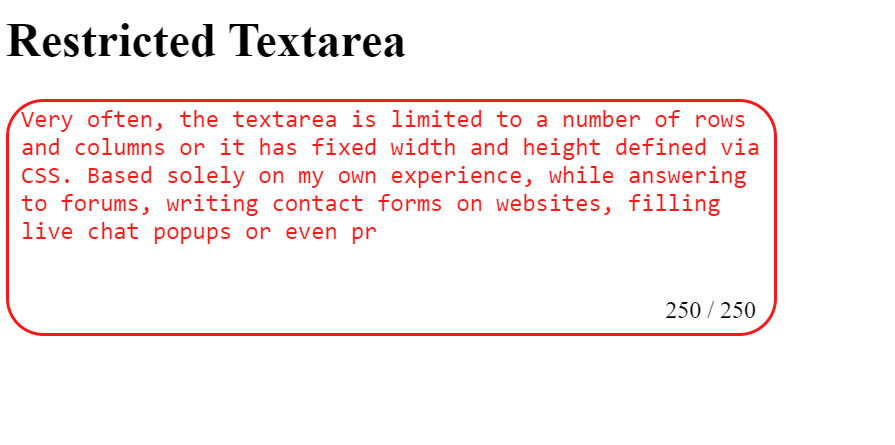 Restricted Textarea
Very often, the textarea is limited to a number of rows
and columns or it has fixed width and height defined via
CSS. Based solely on my own experience, while answering
to forums, writing contact forms on websites, filling
live chat popups or even pr
250 / 250